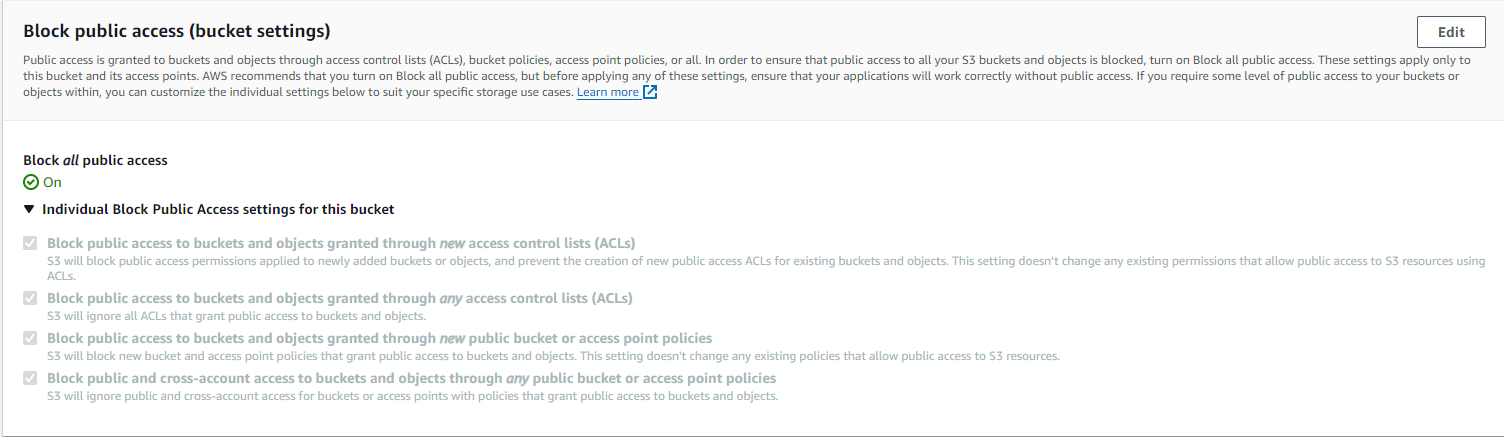 Block public access (bucket settings)
Edit
Public access is granted to buckets and objects through access control lists (ACLs), bucket policies, access point policies, or all. In order to ensure that public access to all your S3 buckets and objects is blocked, turn on Block all public access. These settings apply only to
this bucket and its access points. AWS recommends that you turn on Block all public access, but before applying any of these settings, ensure that your applications will work correctly without public access. If you require some level of public access to your buckets or
objects within, you can customize the individual settings below to suit your specific storage use cases. Learn more
Block all public access
On
Individual Block Public Access settings for this bucket
Block public access to buckets and objects granted through new access control lists (ACLs)
S3 will block public access permissions applied to newly added buckets or objects, and prevent the creation of new public access ACLs for existing buckets and objects. This setting doesn't change any existing permissions that allow public access to S3 resources using
ACLs.
Block public access to buckets and objects granted through any access control lists (ACLs)
S3 will ignore all ACLs that grant public access to buckets and objects.
Block public access to buckets and objects granted through new public bucket or access point policies
S3 will block new bucket and access point policies that grant public access to buckets and objects. This setting doesn't change any existing policies that allow public access to S3 resources.
Block public and cross-account access to buckets and objects through any public bucket or access point policies
S3 will ignore public and cross-account access for buckets or access points with policies that grant public access to buckets and objects.